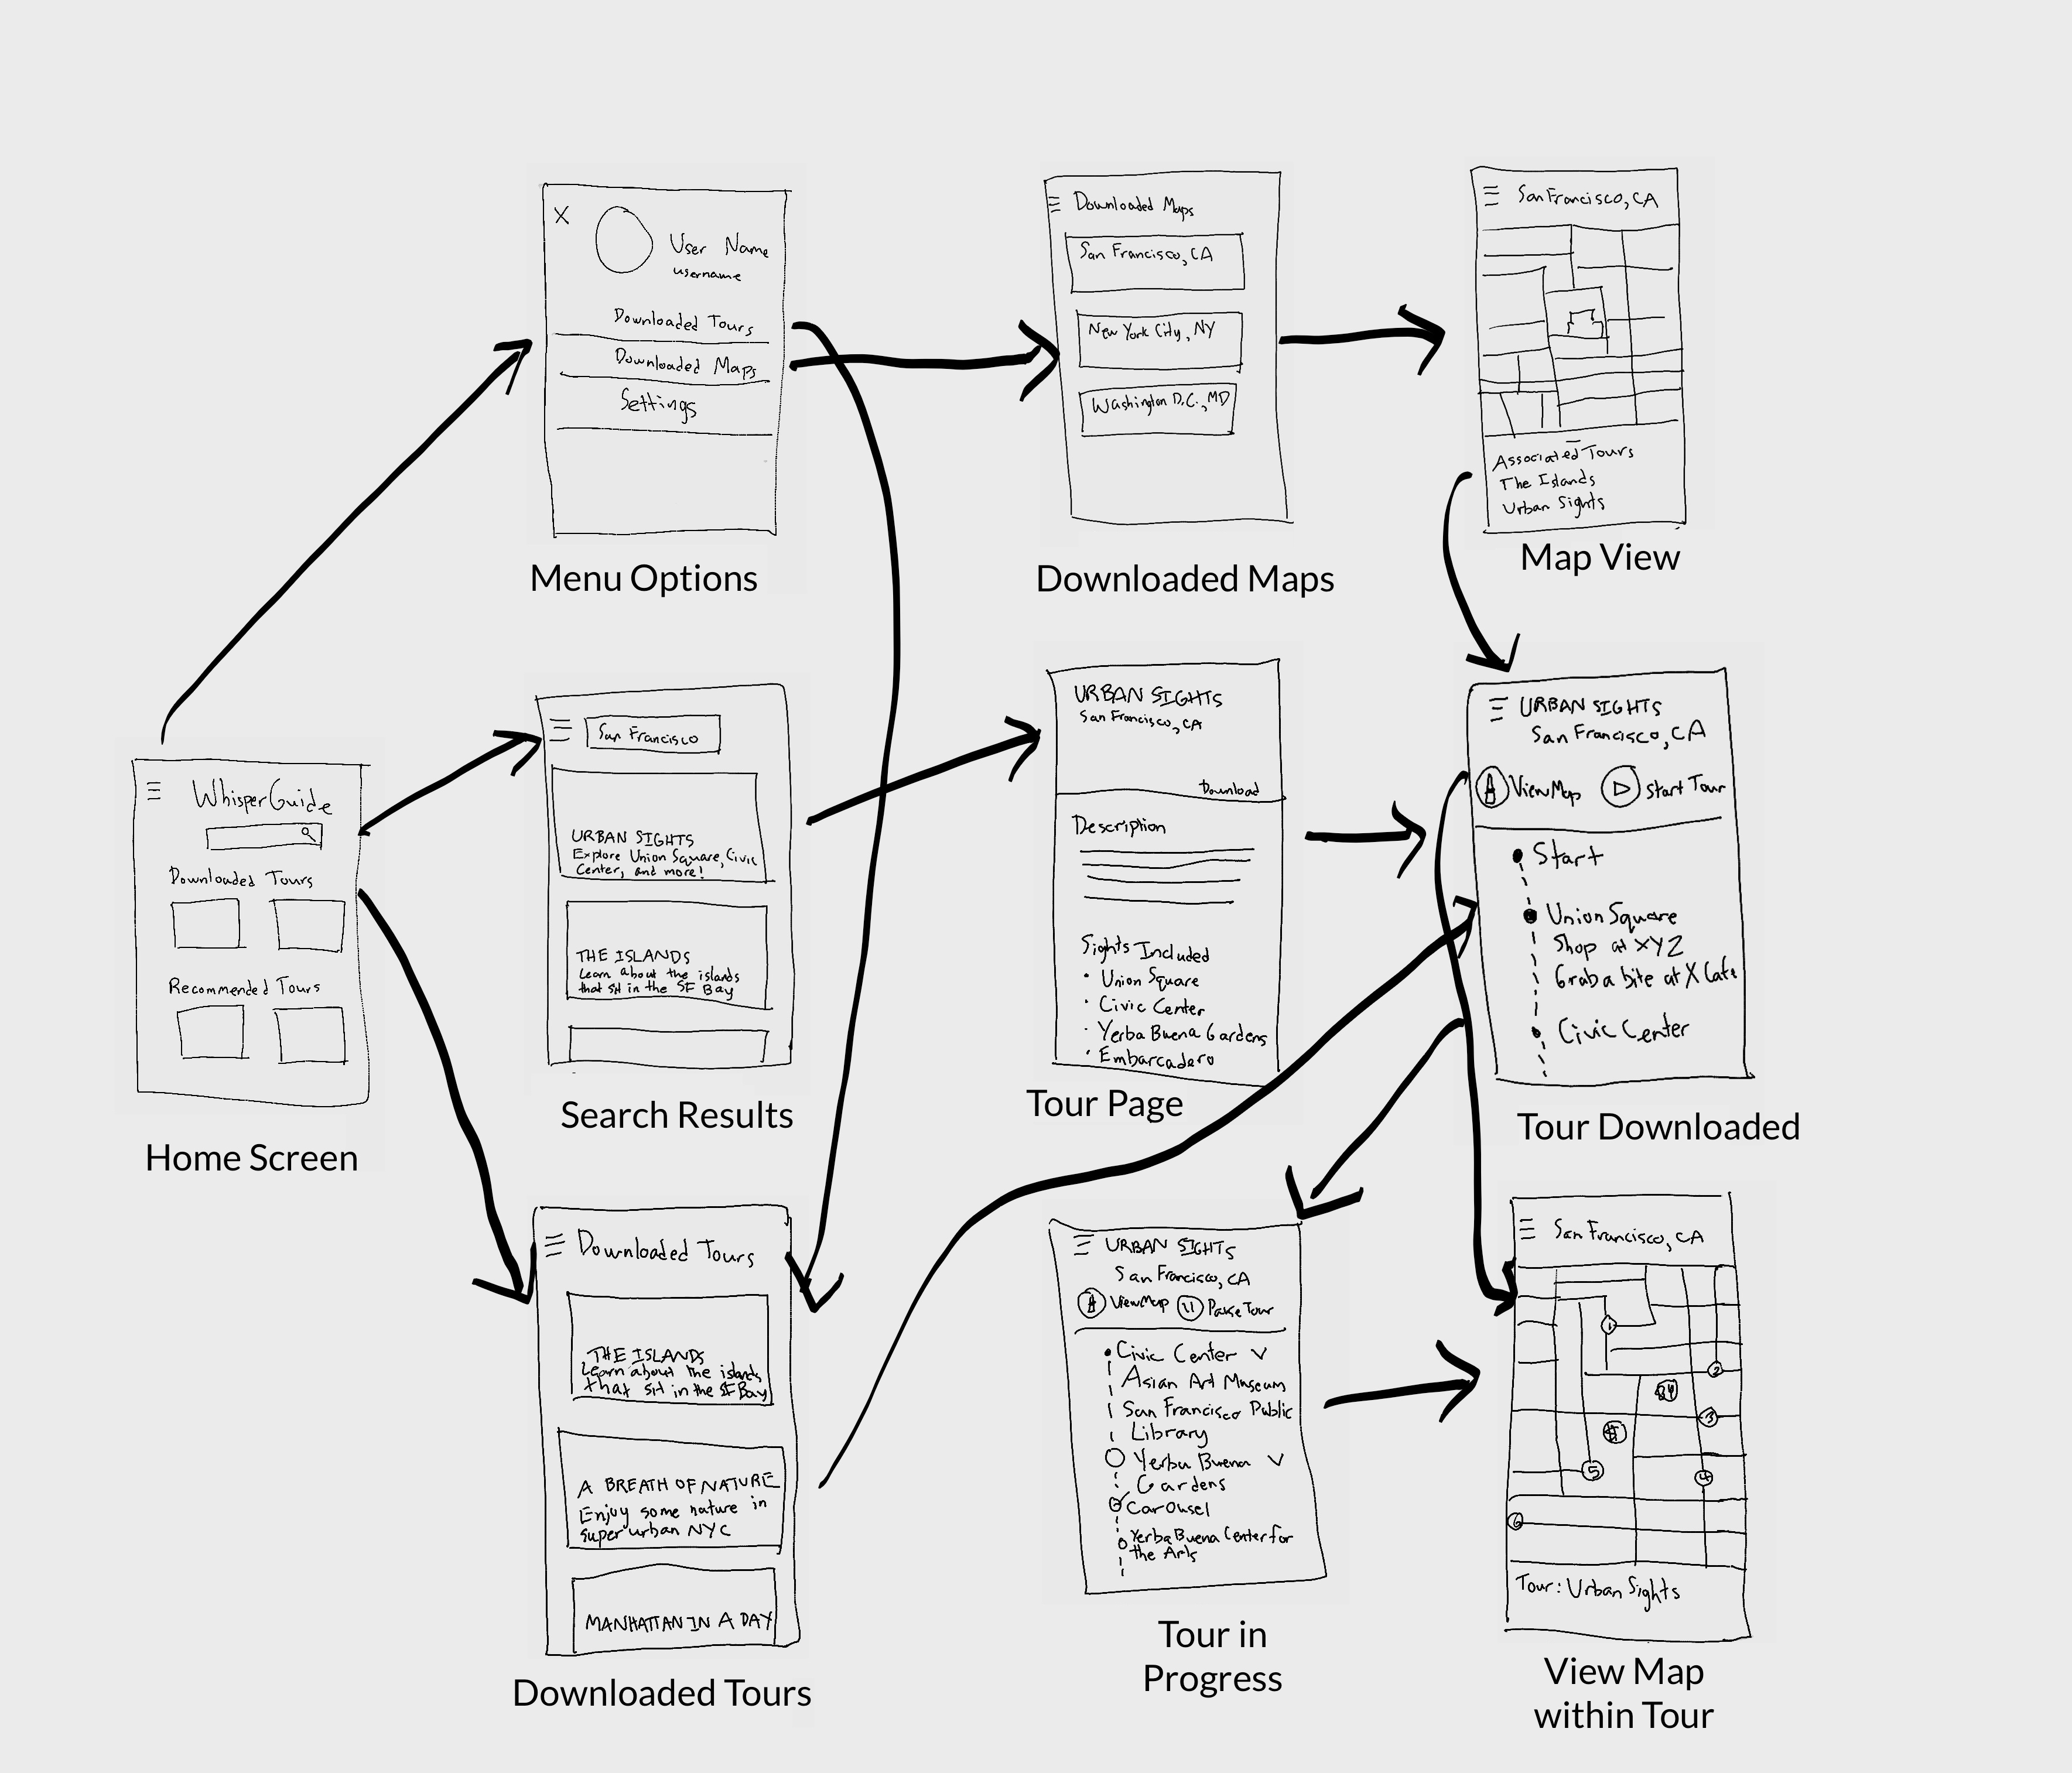 X
User Name
username
Downloaded Tours
Downloaded Maps
Settings
Menu Options
Downloaded Maps
San Francisco, CA
New York City, NY
Washington D.C., MD
Downloaded Maps
San Francisco, CA
Associated Tours
The Islands
Urban Sights
Map View
WhisperGuide
Downloaded Tours
Recommended Tours
Home Screen
San Francisco
URBAN SIGHTS
Explore Union Square, Civic
Center, and more!
THE ISLANDS
Learn about the islands
that sit in the SF Bay
Search Results
URBAN SIGHTS
San Francisco, CA
Download
Description
Sights Included
• Union Square
• Civic Center
• Yerba Buena Gardens
• Embarcadero
Tour Page
URBAN SIGHTS
San Francisco, CA
View Map Start Tour
Start
Union Square
Shop at XYZ
Grab a bite at X Cafe
Civic Center
Tour Downloaded
Downloaded Tours
THE ISLANDS
Learn about the islands
that sit in the SF Bay
A BREATH OF NATURE
Enjoy some nature in
super urban NYC
MANHATTAN IN A DAY
Downloaded Tours
URBAN SIGHTS
San Francisco, CA
View Map Pause Tour
Civic Center V
Asian Art Museum
San Francisco Public
Library
Yerba Buena V
Gardens
Carousel
Yerba Buena Center for
the Arts
Tour in
Progress
San Francisco, CA
1
2
3
5
4
6
Tour: Urban Sights
View Map
within Tour